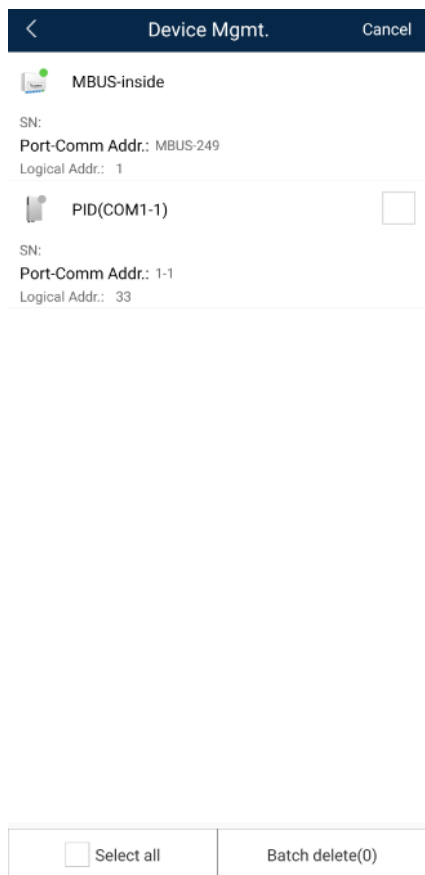 Device Mgmt. Cancel
MBUS-inside
SN:
Port-Comm Addr.: MBUS-249
Logical Addr.: 1
PID(COM1-1)
SN:
Port-Comm Addr.: 1-1
Logical Addr.: 33
Select all Batch delete(0)